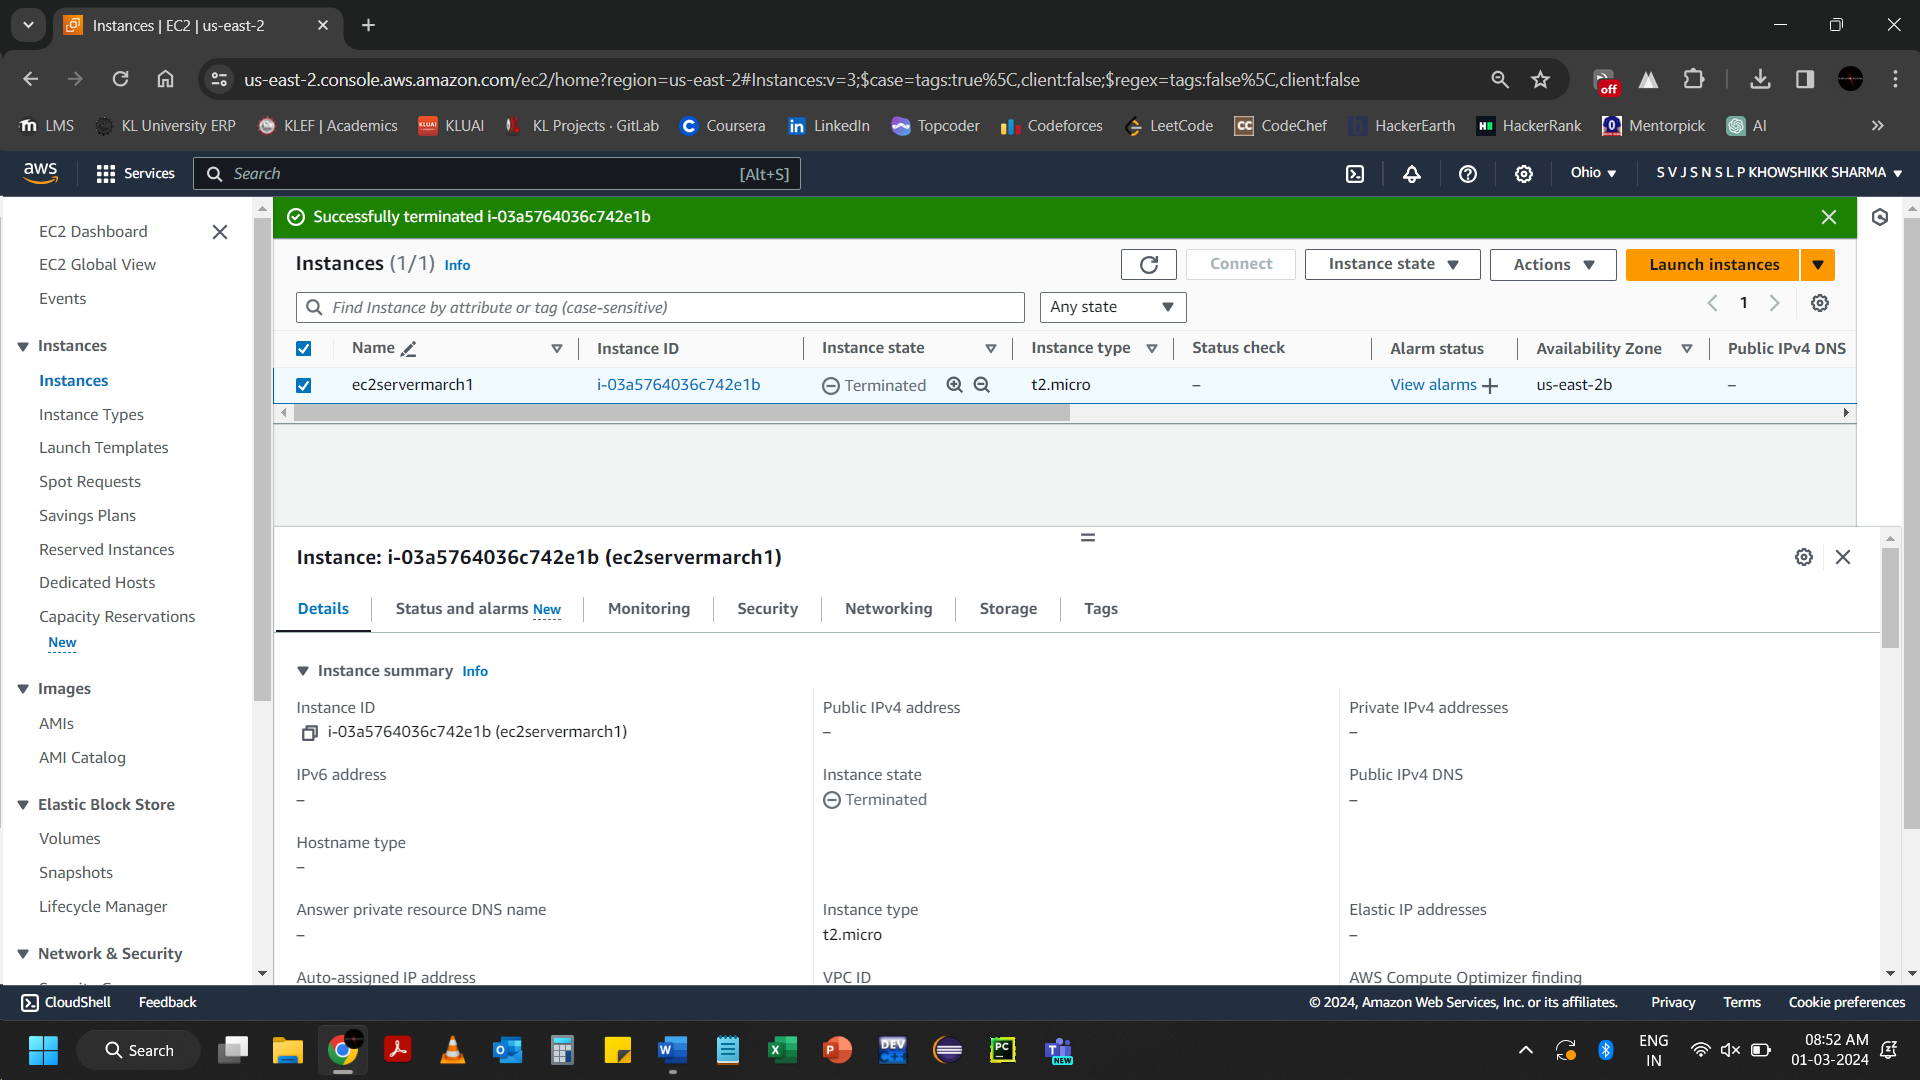 Instances | EC2 | us-east-2
us-east-2.console.aws.amazon.com/ec2/home?region=us-east-2#Instances:v=3;$case=tags:true%5C,client:false;$regex=tags:false%5C,client:false
off
LMS KL University ERP KLEF | Academics KLUAI KL Projects · GitLab Coursera LinkedIn Topcoder Codeforces LeetCode CodeChef HackerEarth HackerRank Mentorpick AI
aws Services Search [Alt+S] Ohio S V J S N S L P KHOWSHIKK SHARMA
EC2 Dashboard
EC2 Global View
Events
Instances
Instances
Instance Types
Launch Templates
Spot Requests
Savings Plans
Reserved Instances
Dedicated Hosts
Capacity Reservations
New
Images
AMIs
AMI Catalog
Elastic Block Store
Volumes
Snapshots
Lifecycle Manager
Network & Security
Successfully terminated i-03a5764036c742e1b
Instances (1/1) Info Connect Instance state Actions Launch instances
Find Instance by attribute or tag (case-sensitive) Any state 1
Name Instance ID Instance state Instance type Status check Alarm status Availability Zone Public IPv4 DNS
ec2servermarch1 i-03a5764036c742e1b Terminated t2.micro – View alarms + us-east-2b –
Instance: i-03a5764036c742e1b (ec2servermarch1)
Details Status and alarms New Monitoring Security Networking Storage Tags
Instance summary Info
Instance ID Public IPv4 address Private IPv4 addresses
i-03a5764036c742e1b (ec2servermarch1) – –
IPv6 address Instance state Public IPv4 DNS
– Terminated –
Hostname type
–
Answer private resource DNS name Instance type Elastic IP addresses
– t2.micro –
Auto-assigned IP address VPC ID AWS Compute Optimizer finding
CloudShell Feedback © 2024, Amazon Web Services, Inc. or its affiliates. Privacy Terms Cookie preferences
Search ENG
IN
08:52 AM
01-03-2024